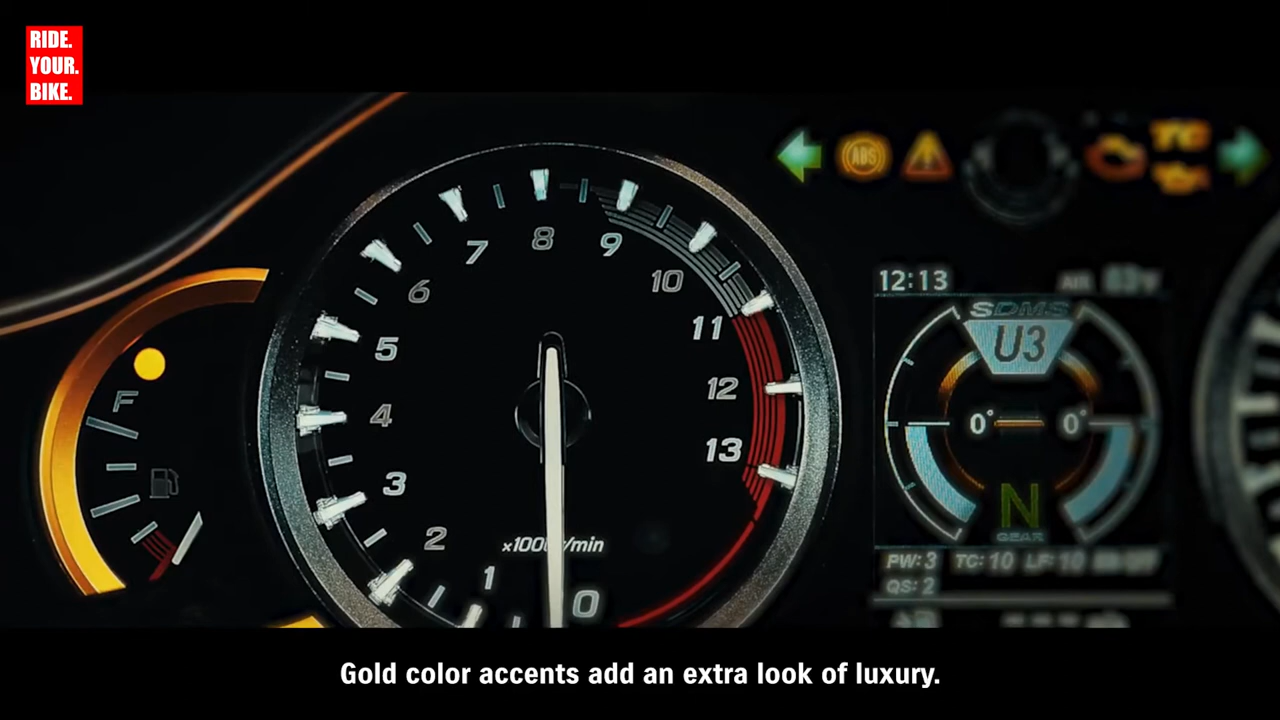 RIDE.
YOUR.
BIKE.
ABS
TC
12:13
SDMS
U3
0° 0°
N
GEAR
PW:3 TC:10
QS:2
F
0
1
2
3
4
5
6
7
8
9
10
11
12
13
Gold color accents add an extra look of luxury.